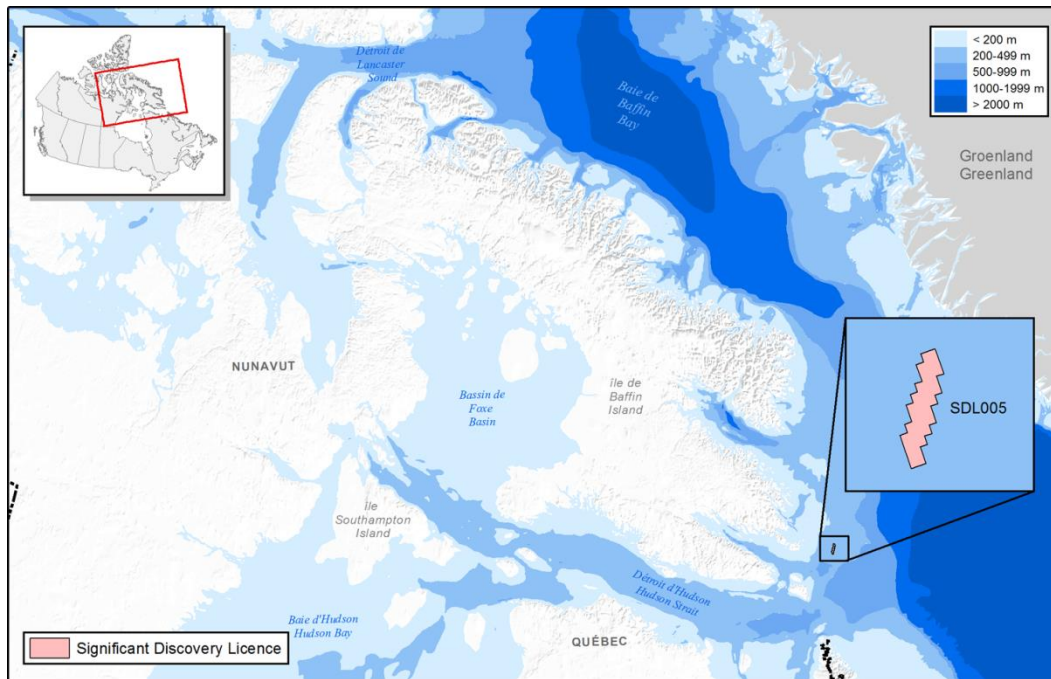 < 200 m
200-499 m
500-999 m
1000-1999 m
> 2000 m
Détroit de
Lancaster
Sound
Baie de
Baffin
Bay
Groenland
Greenland
NUNAVUT
Bassin de
Foxe
Basin
île de
Baffin
Island
SDL005
île
Southampton
Island
Détroit d'Hudson
Hudson Strait
Baie d'Hudson
Hudson Bay
QUÉBEC
Significant Discovery Licence